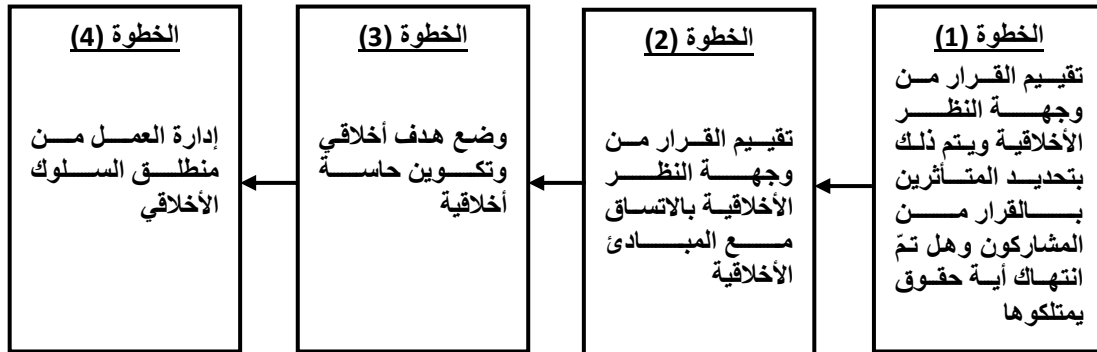 الخطوة (1)
تقييم القرار من
وجهة النظر
الأخلاقية ويتم ذلك
بتحديد المتأثرين
بالقرار من
المشاركون وهل تمّ
انتهاك أية حقوق
يمتلكوها
الخطوة (2)
تقييم القرار من
وجهة النظر
الأخلاقية بالاتساق
مع المبادئ
الأخلاقية
الخطوة (3)
وضع هدف أخلاقي
وتكوين حاسة
أخلاقية
الخطوة (4)
إدارة العمل من
منطلق السلوك
الأخلاقي